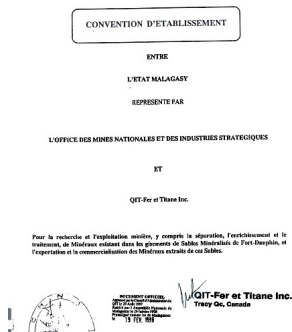 CONVENTION D'ETABLISSEMENT
ENTRE
L'ETAT MALAGASY
REPRESENTE PAR
L'OFFICE DES MINES NATIONALES ET DES INDUSTRIES STRATEGIQUES
ET
QIT-Fer et Titane Inc.
Pour la recherche et l'exploitation minière, y compris la séparation, l'enrichissement et le
traitement, de Minéraux existant dans les gisements de Sables Minéralisés de Fort-Dauphin, et
l'exportation et la commercialisation des Minéraux extraits de ces Sables.
DOCUMENT OFFICIEL
19 FEV. 1998
QIT-Fer et Titane Inc.
Tracy Qc, Canada